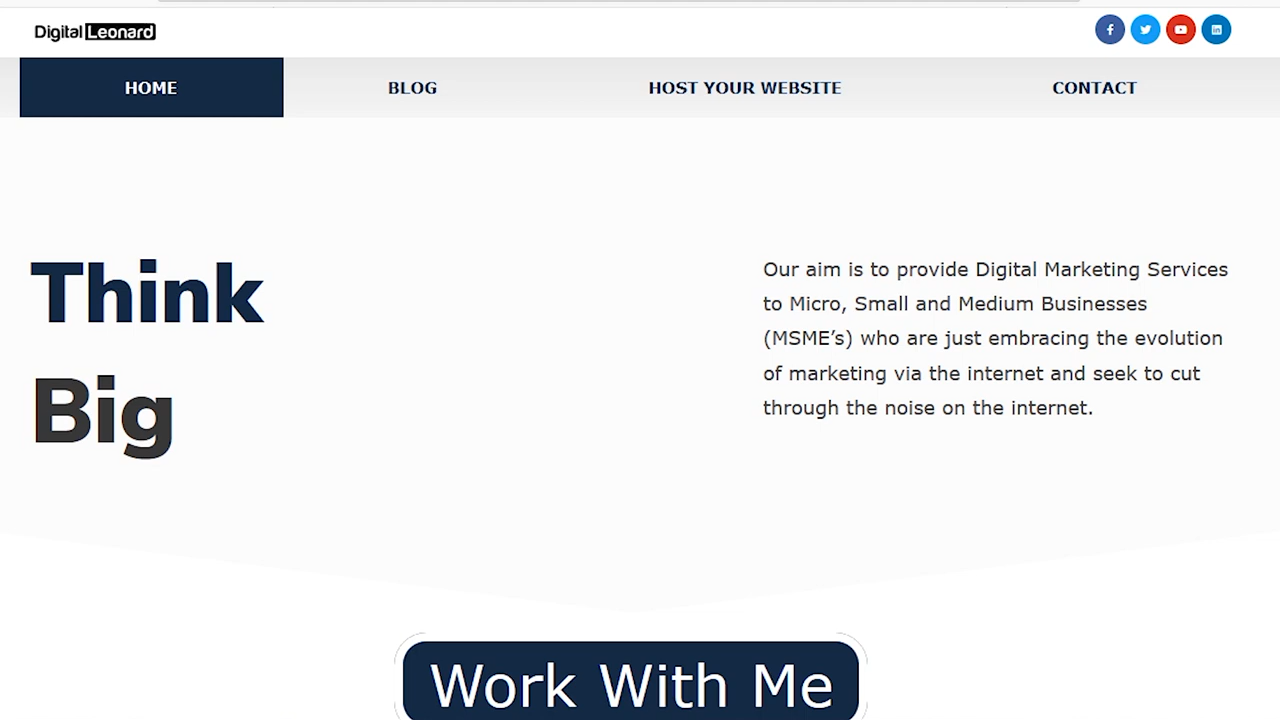 Digital Leonard
HOME
BLOG
HOST YOUR WEBSITE
CONTACT
Think
Big
Our aim is to provide Digital Marketing Services
to Micro, Small and Medium Businesses
(MSME’s) who are just embracing the evolution
of marketing via the internet and seek to cut
through the noise on the internet.
Work With Me